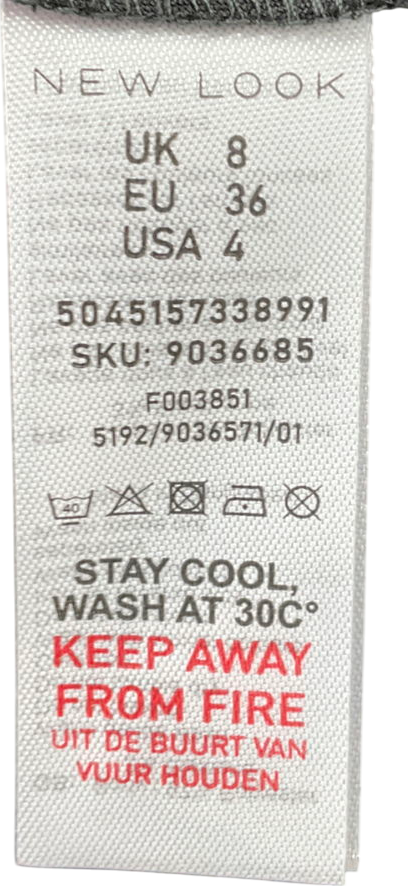 NEW LOOK
UK 8
EU 36
USA 4
5045157338991
SKU: 9036685
F003851
5192/9036571/01
40
STAY COOL,
WASH AT 30C°
KEEP AWAY
FROM FIRE
UIT DE BUURT VAN
VUUR HOUDEN